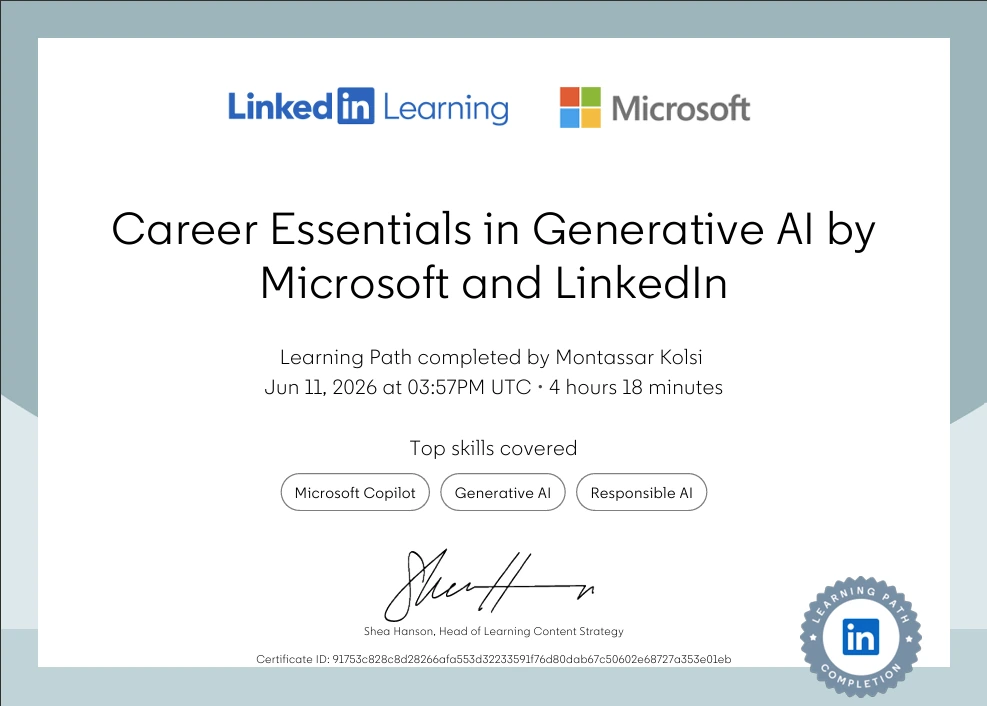 Linked in Learning
Microsoft
Career Essentials in Generative AI by
Microsoft and LinkedIn
Learning Path completed by Montassar Kolsi
Jun 11, 2026 at 03:57PM UTC • 4 hours 18 minutes
Top skills covered
Microsoft Copilot
Generative AI
Responsible AI
Shea Hanson, Head of Learning Content Strategy
Certificate ID: 91753c828c8d28266afa553d32233591f76d80dab67c50602e68727a353e01eb
LEARNING PATH
in
COMPLETION